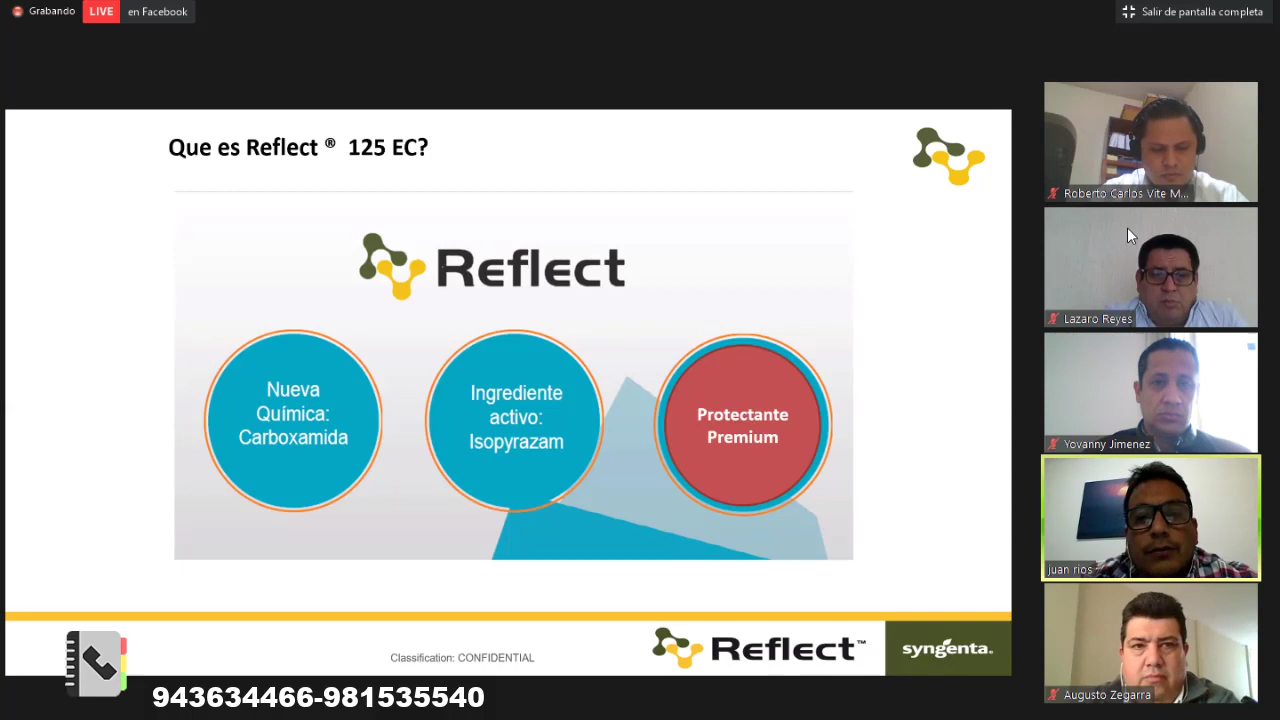 Grabando
LIVE
en Facebook
Salir de pantalla completa
Que es Reflect ® 125 EC?
Reflect
Nueva
Química:
Carboxamida
Ingrediente
activo:
Isopyrazam
Protectante
Premium
Classification: CONFIDENTIAL
Reflect™
syngenta.
943634466-981535540
Roberto Carlos Vite M...
Lazaro Reyes
Yovanny Jimenez
juan rios
Augusto Zegarra